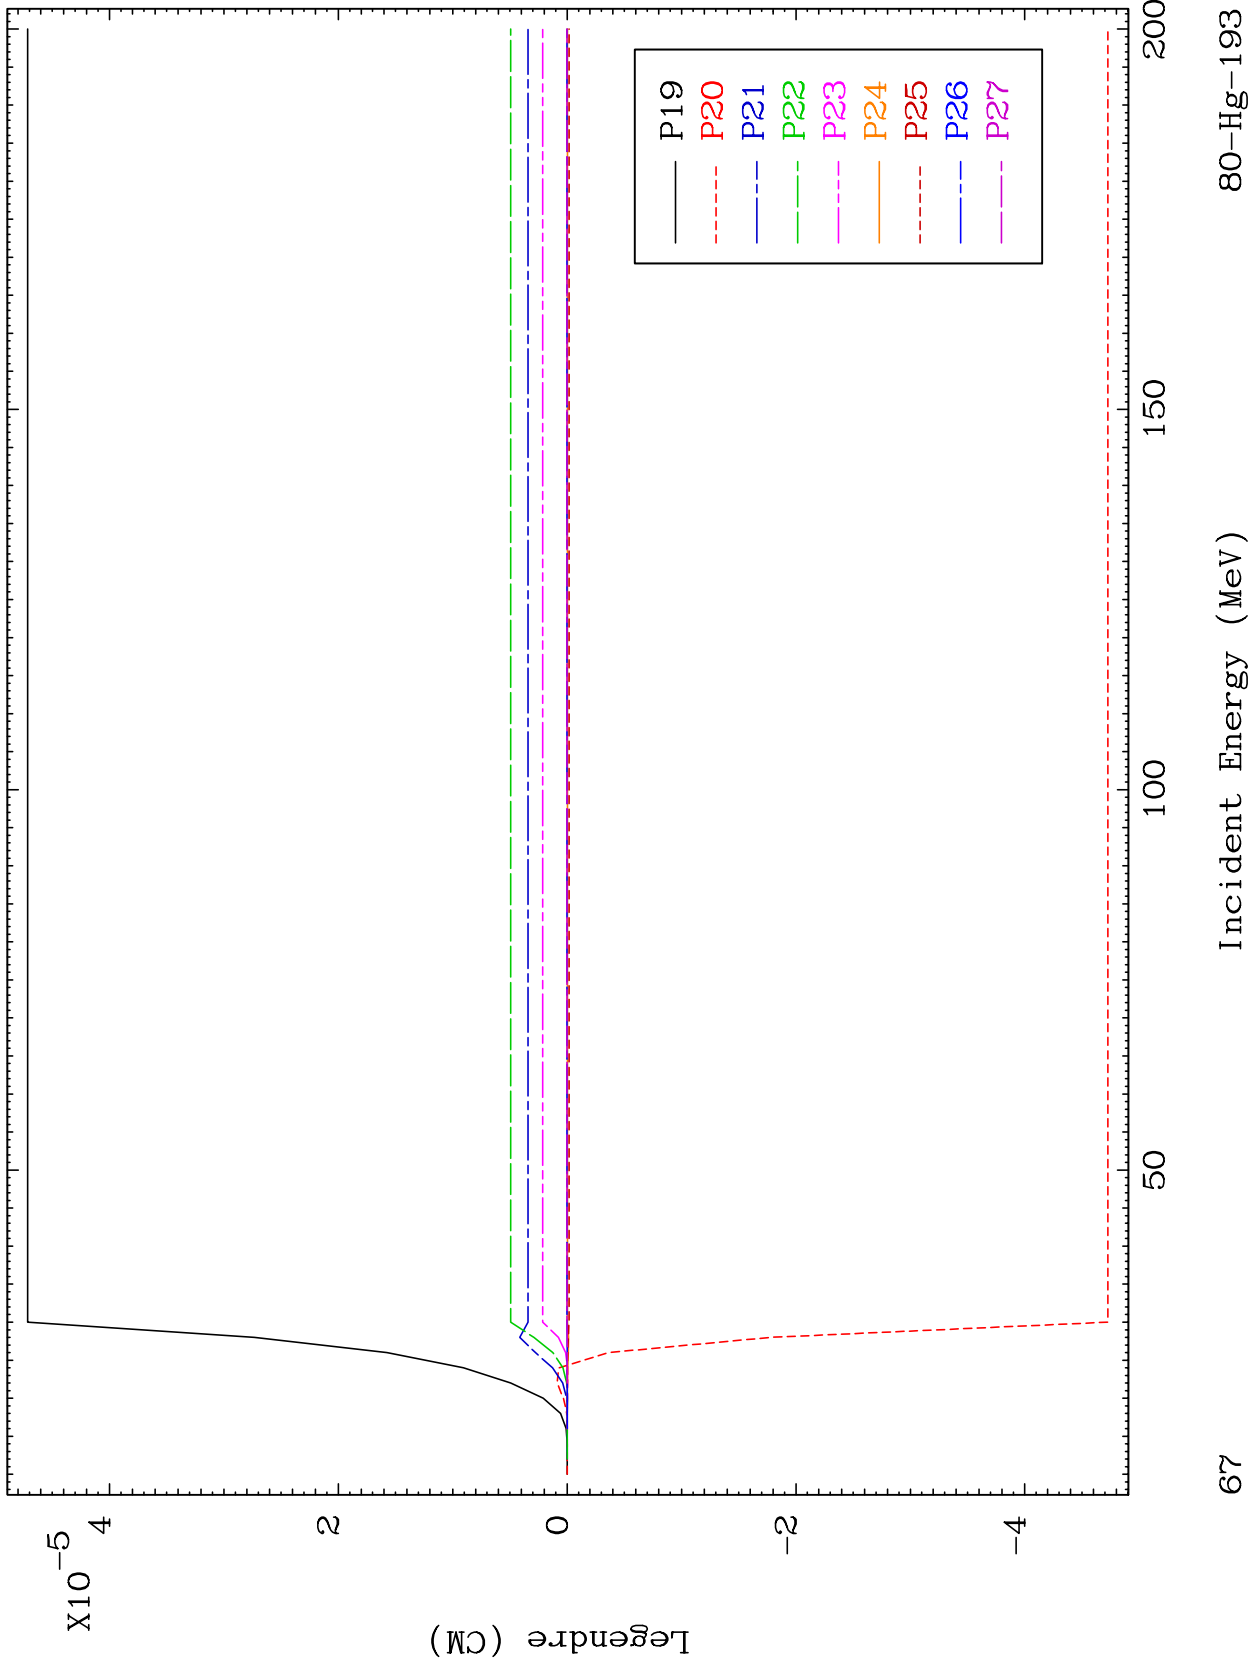 X10⁻⁵
4
2
0
-2
-4
Legendre (CM)
50
100
150
200
Incident Energy (MeV)
67
80-Hg-193
P19
P20
P21
P22
P23
P24
P25
P26
P27